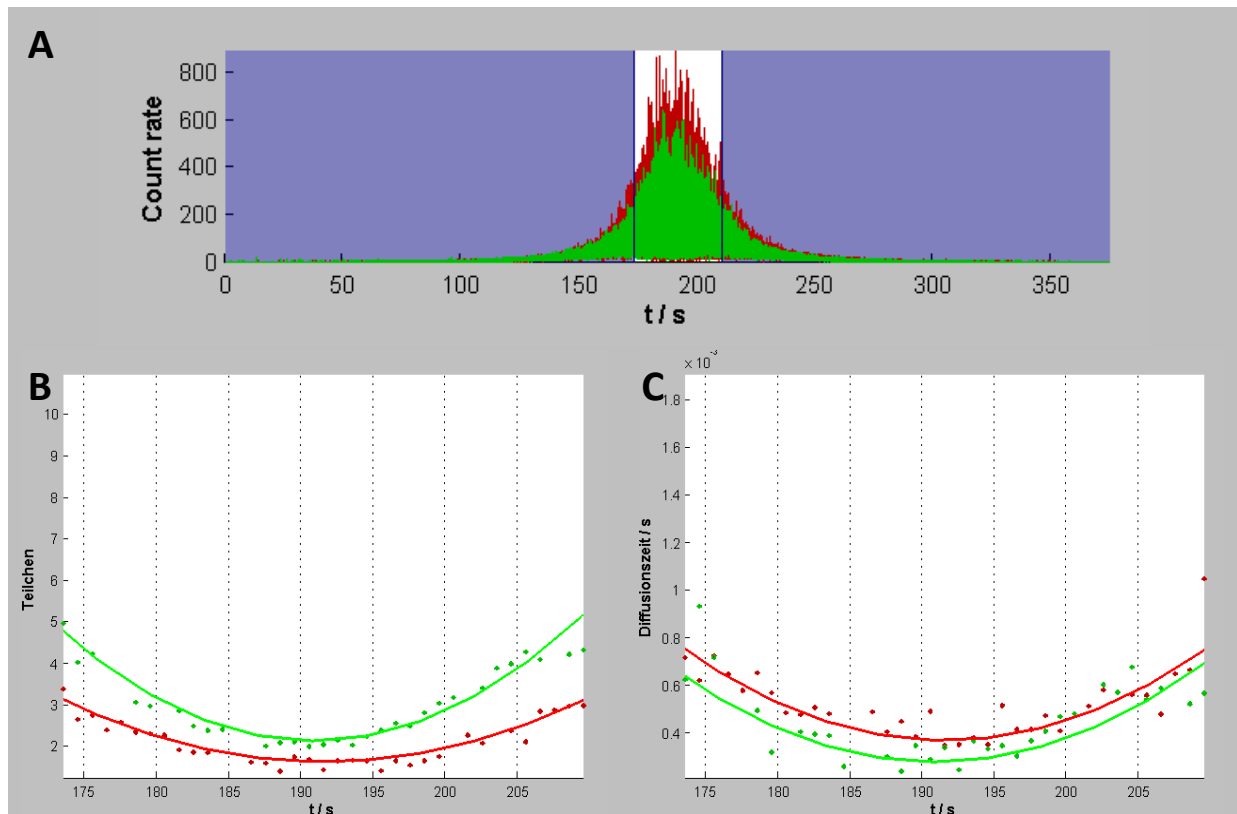 A
Count rate
800
600
400
200
0
0 50 100 150 200 250 300 350
t / s
B
Teilchen
10
9
8
7
6
5
4
3
2
175 180 185 190 195 200 205
t / s
C
x 10⁻³
Diffusionszeit / s
1.8
1.6
1.4
1.2
1
0.8
0.6
0.4
175 180 185 190 195 200 205
t / s